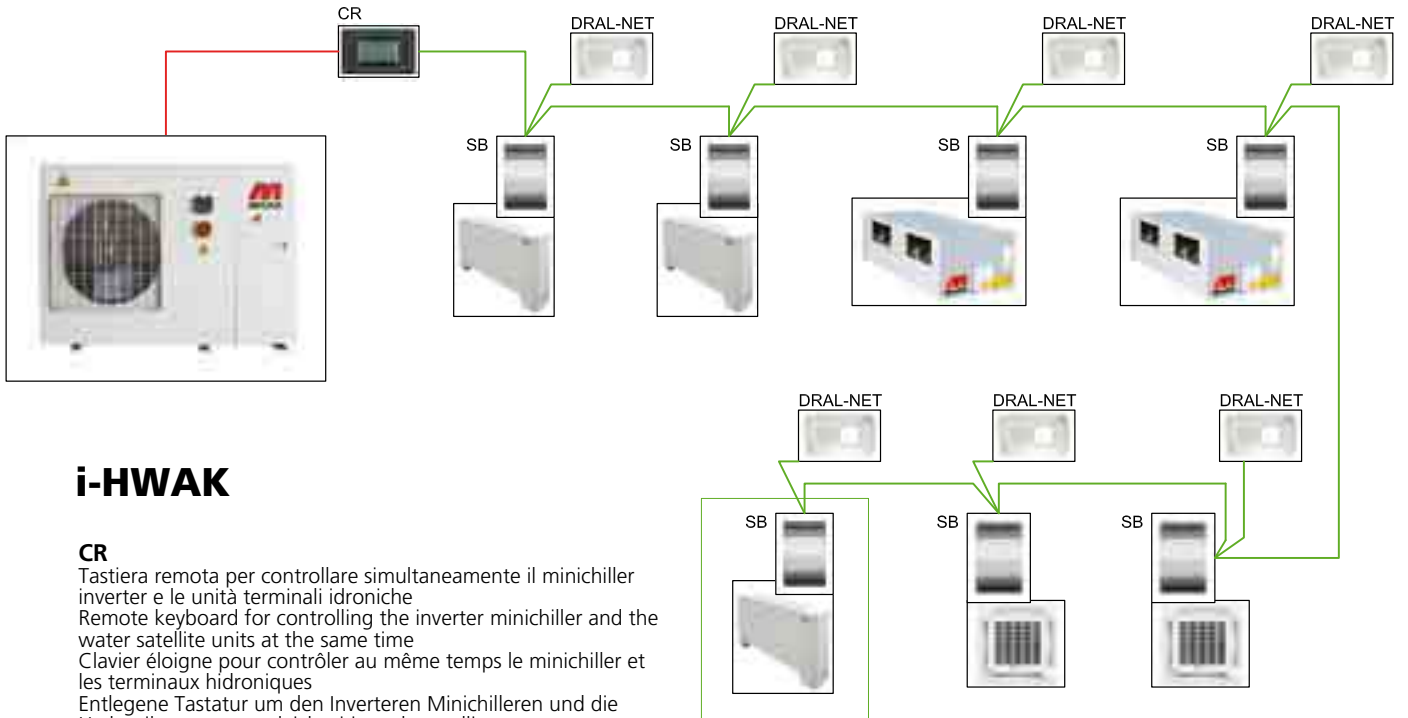 CR
DRAL-NET
DRAL-NET
DRAL-NET
DRAL-NET
SB
SB
SB
SB
DRAL-NET
DRAL-NET
DRAL-NET
SB
SB
SB
i-HWAK
CR
Tastiera remota per controllare simultaneamente il minichiller
inverter e le unità terminali idroniche
Remote keyboard for controlling the inverter minichiller and the
water satellite units at the same time
Clavier éloigne pour contrôler au même temps le minichiller et
les terminaux hidroniques
Entlegene Tastatur um den Inverteren Minichilleren und die